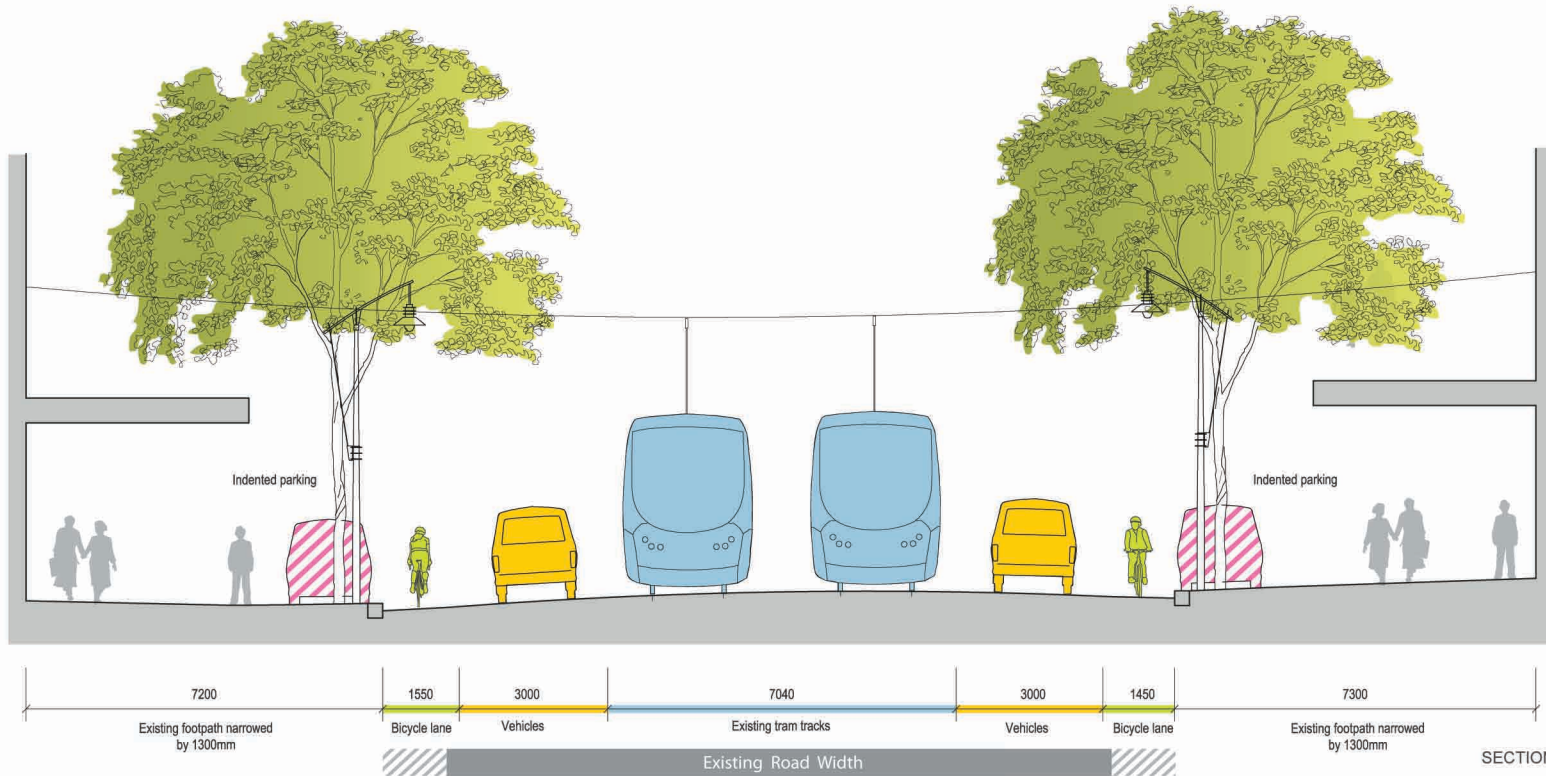 Indented parking
Indented parking
7200
1550
3000
7040
3000
1450
7300
Existing footpath narrowed
by 1300mm
Bicycle lane
Vehicles
Existing tram tracks
Vehicles
Bicycle lane
Existing footpath narrowed
by 1300mm
Existing Road Width
SECTION